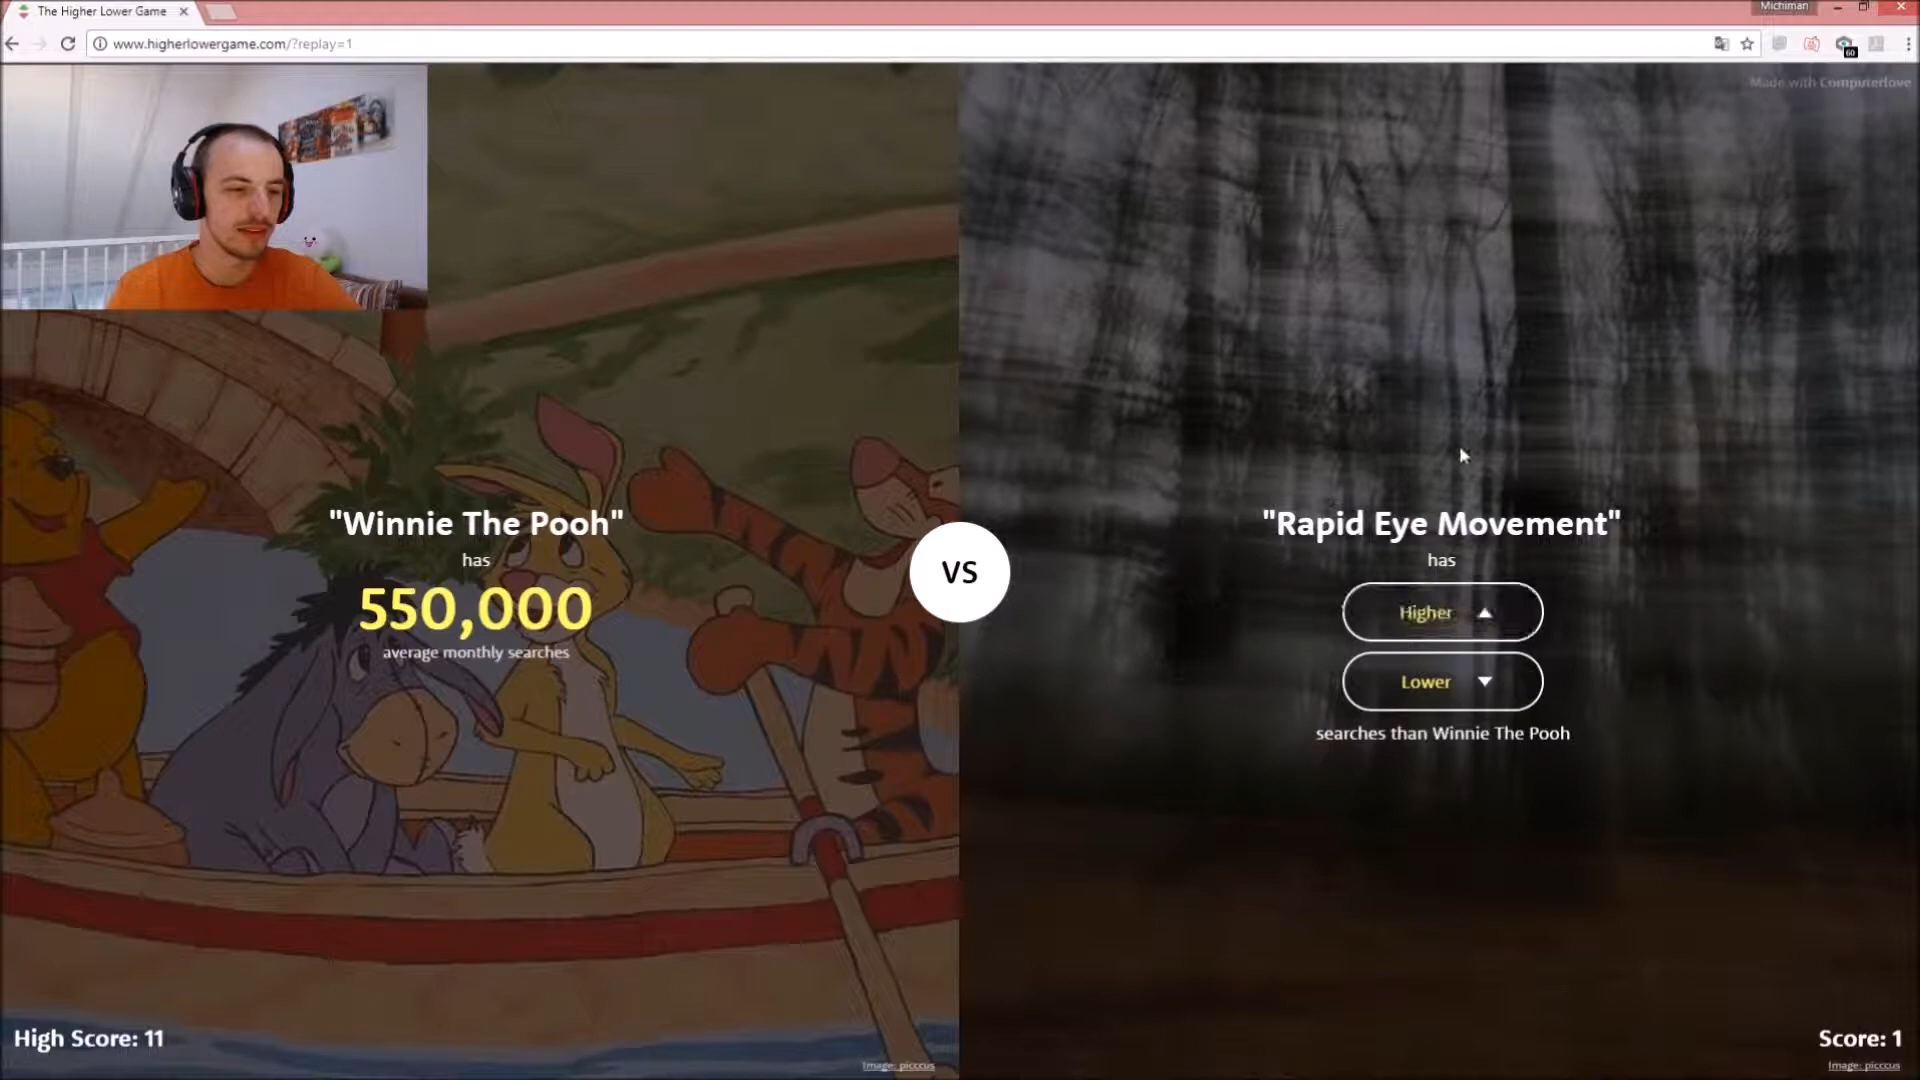 The Higher Lower Game
Michiman
www.higherlowergame.com/?replay=1
60
Made with Computerlove
"Winnie The Pooh"
has
550,000
average monthly searches
VS
"Rapid Eye Movement"
has
Higher
Lower
searches than Winnie The Pooh
High Score: 11
Image: picccus
Score: 1
Image: picccus